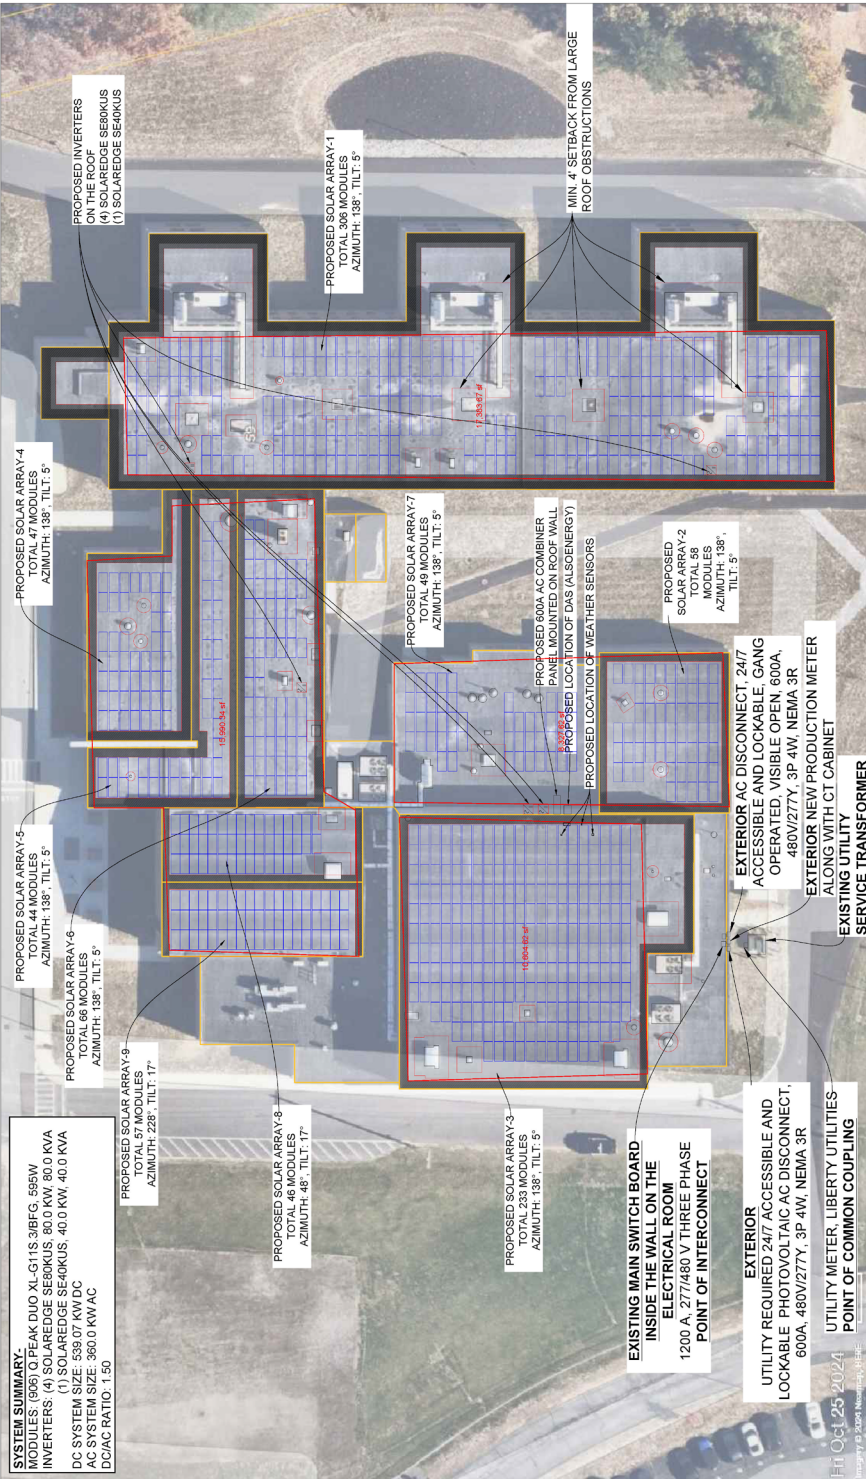 SYSTEM SUMMARY-
MODULES: (906) Q.PEAK DUO XL-G11S.3/BFG, 595W
INVERTERS: (4) SOLAREDGE SE80KUS, 80.0 KW, 80.0 KVA
(1) SOLAREDGE SE40KUS, 40.0 KW, 40.0 KVA
DC SYSTEM SIZE: 539.07 KW DC
AC SYSTEM SIZE: 360.0 KW AC
DC/AC RATIO: 1.50
PROPOSED SOLAR ARRAY-9
TOTAL 57 MODULES
AZIMUTH: 228°, TILT: 17°
PROPOSED SOLAR ARRAY-6
TOTAL 66 MODULES
AZIMUTH: 138°, TILT: 5°
PROPOSED SOLAR ARRAY-5
TOTAL 44 MODULES
AZIMUTH: 138°, TILT: 5°
PROPOSED SOLAR ARRAY-4
TOTAL 47 MODULES
AZIMUTH: 138°, TILT: 5°
PROPOSED INVERTERS
ON THE ROOF
(4) SOLAREDGE SE80KUS
(1) SOLAREDGE SE40KUS
PROPOSED SOLAR ARRAY-8
TOTAL 46 MODULES
AZIMUTH: 48°, TILT: 17°
15,990.54 sf
PROPOSED SOLAR ARRAY-1
TOTAL 306 MODULES
AZIMUTH: 138°, TILT: 5°
PROPOSED SOLAR ARRAY-7
TOTAL 49 MODULES
AZIMUTH: 138°, TILT: 5°
17,383.67 sf
PROPOSED SOLAR ARRAY-3
TOTAL 233 MODULES
AZIMUTH: 138°, TILT: 5°
PROPOSED 600A AC COMBINER
PANEL MOUNTED ON ROOF WALL
PROPOSED LOCATION OF DAS (ALSOENERGY)
PROPOSED LOCATION OF WEATHER SENSORS
MIN. 4' SETBACK FROM LARGE
ROOF OBSTRUCTIONS
PROPOSED
SOLAR ARRAY-2
TOTAL 58
MODULES
AZIMUTH: 138°,
TILT: 5°
EXISTING MAIN SWITCH BOARD
INSIDE THE WALL ON THE
ELECTRICAL ROOM
1200 A, 277/480 V THREE PHASE
POINT OF INTERCONNECT
EXTERIOR AC DISCONNECT, 24/7
ACCESSIBLE AND LOCKABLE, GANG
OPERATED, VISIBLE OPEN, 600A,
480V/277Y, 3P 4W, NEMA 3R
EXTERIOR NEW PRODUCTION METER
ALONG WITH CT CABINET
EXISTING UTILITY
SERVICE TRANSFORMER
EXTERIOR
UTILITY REQUIRED 24/7 ACCESSIBLE AND
LOCKABLE PHOTOVOLTAIC AC DISCONNECT,
600A, 480V/277Y, 3P 4W, NEMA 3R
UTILITY METER, LIBERTY UTILITIES
POINT OF COMMON COUPLING
Fri Oct 25 2024